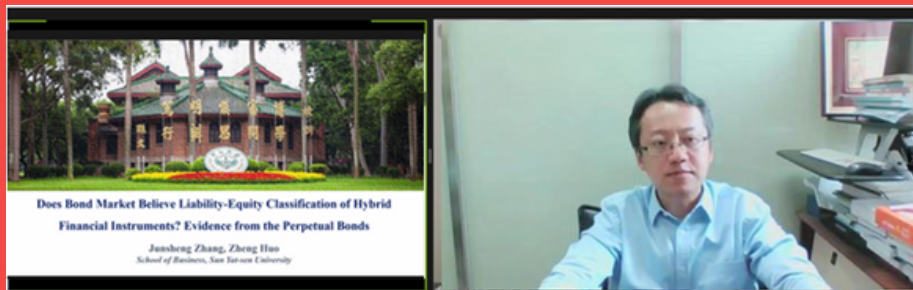 Does Bond Market Believe Liability-Equity Classification of Hybrid
Financial Instruments? Evidence from the Perpetual Bonds
Junsheng Zhang, Zheng Huo
School of Business, Sun Yat-sen University